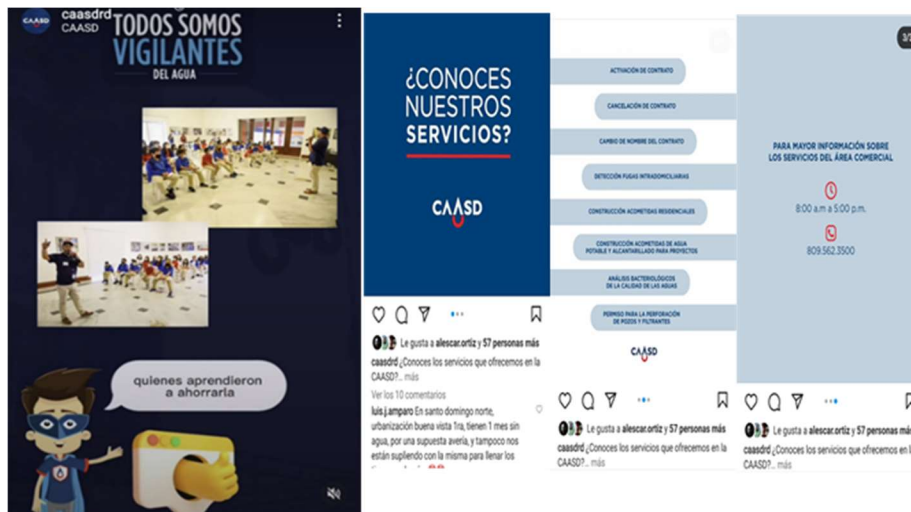 caasdrd
CAASD
TODOS SOMOS
VIGILANTES
DEL AGUA
quienes aprendieron
a ahorrarla
¿CONOCES
NUESTROS
SERVICIOS?
CAASD
Le gusta a alescar.ortiz y 57 personas más
caasdrd ¿Conoces los servicios que ofrecemos en la
CAASD?... más
Ver los 10 comentarios
luis.j.amparo En santo domingo norte,
urbanización buena vista 1ra, tienen 1 mes sin
agua, por una supuesta avería, y tampoco nos
están supliendo con la misma para llenar los
ACTIVACIÓN DE CONTRATO
CANCELACIÓN DE CONTRATO
CAMBIO DE NOMBRE DEL CONTRATO
DETECCIÓN FUGAS INTRADOMICILIARIAS
CONSTRUCCIÓN ACOMETIDAS RESIDENCIALES
CONSTRUCCIÓN ACOMETIDAS DE AGUA
POTABLE Y ALCANTARILLADO PARA PROYECTOS
ANÁLISIS BACTERIOLÓGICOS
DE LA CALIDAD DE LAS AGUAS
PERMISO PARA LA PERFORACIÓN
DE POZOS Y FILTRANTES
CAASD
Le gusta a alescar.ortiz y 57 personas más
caasdrd ¿Conoces los servicios que ofrecemos en la
CAASD?... más
3/3
PARA MAYOR INFORMACIÓN SOBRE
LOS SERVICIOS DEL ÁREA COMERCIAL
8:00 a.m a 5:00 p.m.
809.562.3500
Le gusta a alescar.ortiz y 57 personas más
caasdrd ¿Conoces los servicios que ofrecemos en la
CAASD?... más